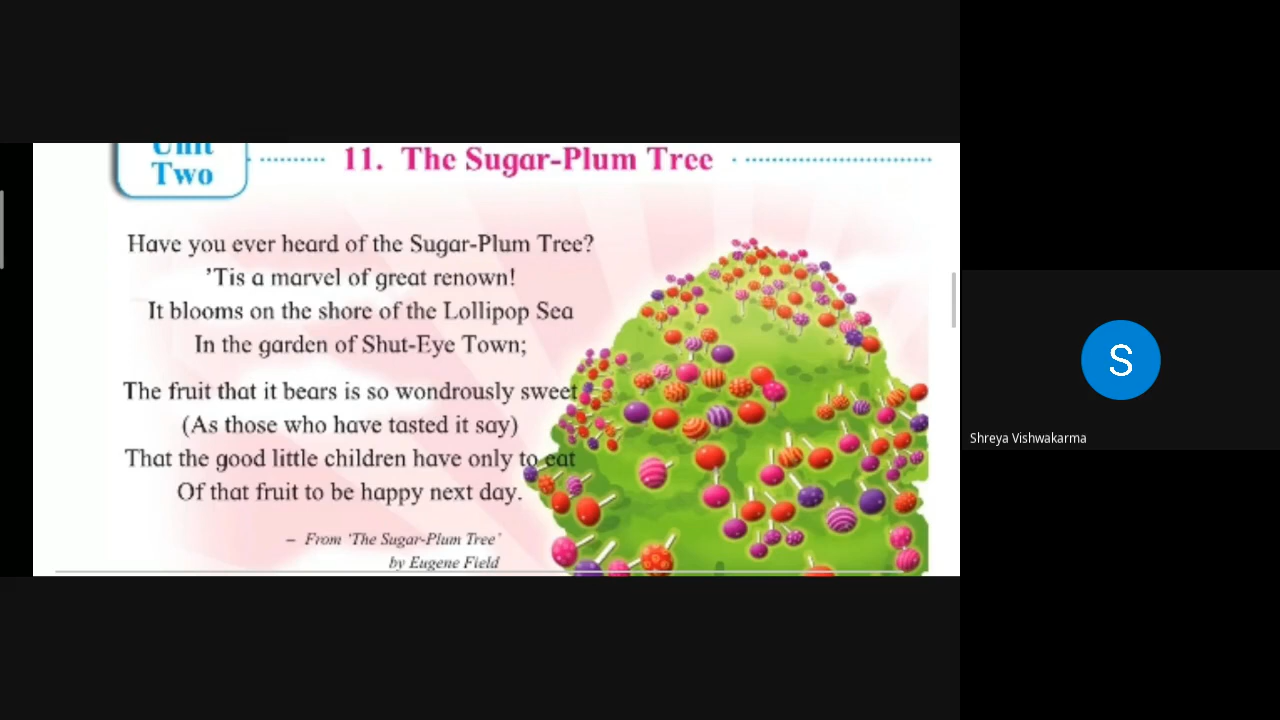 Unit
Two
11. The Sugar-Plum Tree
Have you ever heard of the Sugar-Plum Tree?
’Tis a marvel of great renown!
It blooms on the shore of the Lollipop Sea
In the garden of Shut-Eye Town;
The fruit that it bears is so wondrously sweet
(As those who have tasted it say)
That the good little children have only to eat
Of that fruit to be happy next day.
– From ‘The Sugar-Plum Tree’
by Eugene Field
S
Shreya Vishwakarma